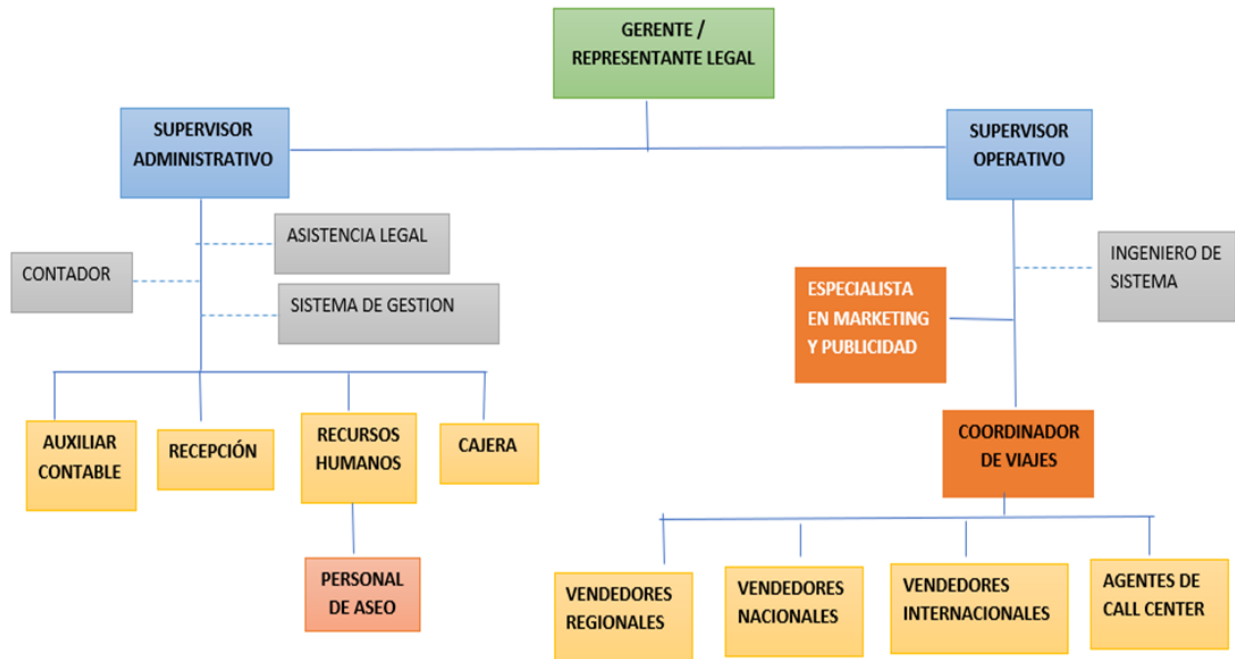 GERENTE /
REPRESENTANTE LEGAL
SUPERVISOR
ADMINISTRATIVO
SUPERVISOR
OPERATIVO
ASISTENCIA LEGAL
CONTADOR
SISTEMA DE GESTION
INGENIERO DE
SISTEMA
ESPECIALISTA
EN MARKETING
Y PUBLICIDAD
AUXILIAR
CONTABLE
RECEPCIÓN
RECURSOS
HUMANOS
CAJERA
COORDINADOR
DE VIAJES
PERSONAL
DE ASEO
VENDEDORES
REGIONALES
VENDEDORES
NACIONALES
VENDEDORES
INTERNACIONALES
AGENTES DE
CALL CENTER